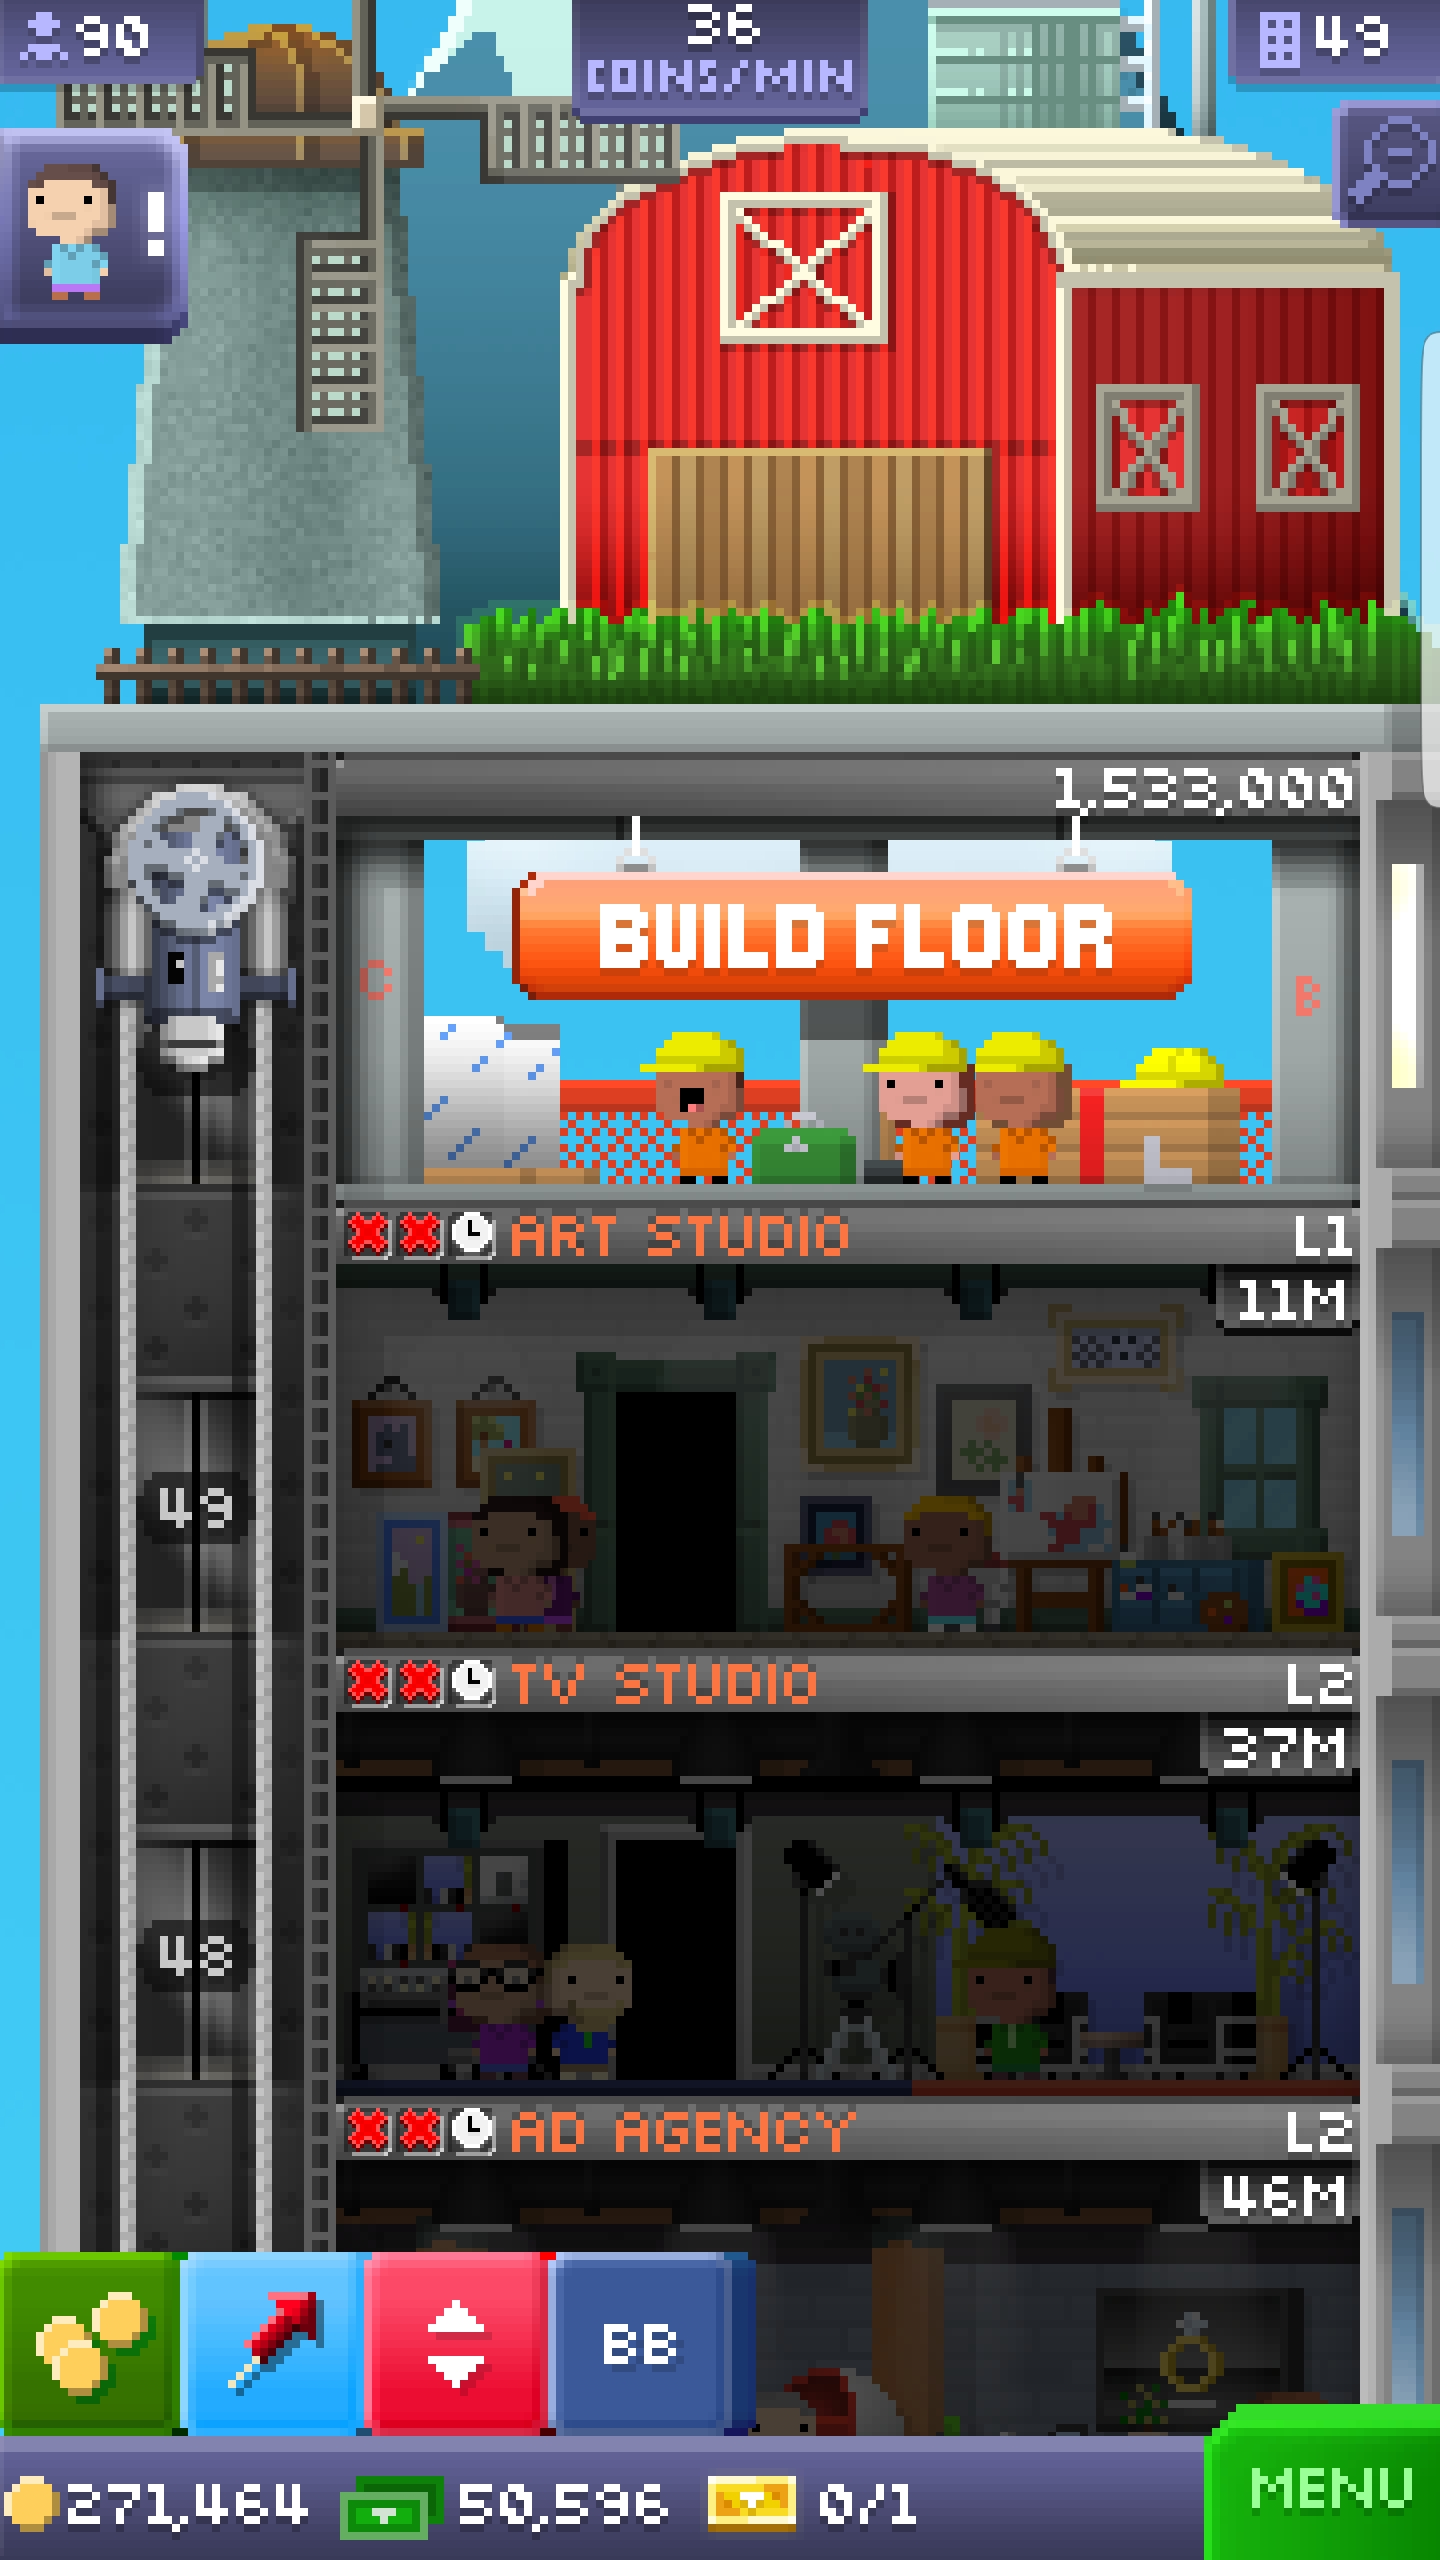 90
36
COINS/MIN
49
!
1,533,000
BUILD FLOOR
C
B
ART STUDIO L1
11M
49
TV STUDIO L2
37M
48
AD AGENCY L2
46M
BB
271,464 50,596 0/1
MENU